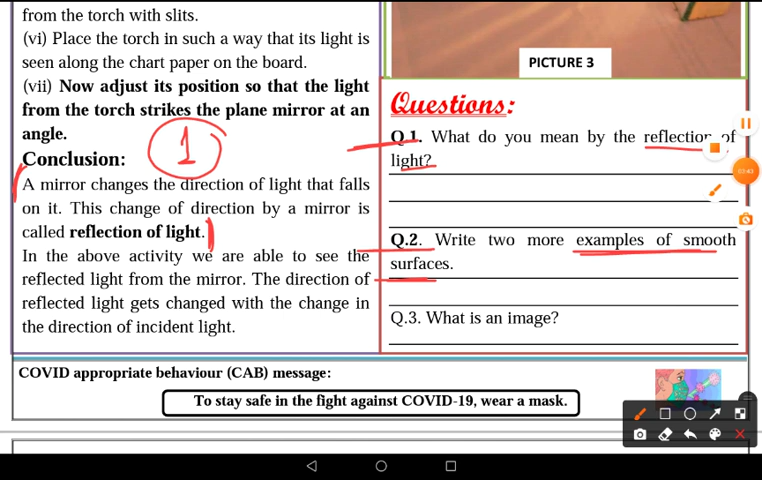 from the torch with slits.
(vi) Place the torch in such a way that its light is
seen along the chart paper on the board.
(vii) Now adjust its position so that the light
from the torch strikes the plane mirror at an
angle.
Conclusion:
1
A mirror changes the direction of light that falls
on it. This change of direction by a mirror is
called reflection of light.
In the above activity we are able to see the
reflected light from the mirror. The direction of
reflected light gets changed with the change in
the direction of incident light.
PICTURE 3
Questions:
Q.1. What do you mean by the reflection of
light?
Q.2. Write two more examples of smooth
surfaces.
Q.3. What is an image?
COVID appropriate behaviour (CAB) message:
To stay safe in the fight against COVID-19, wear a mask.